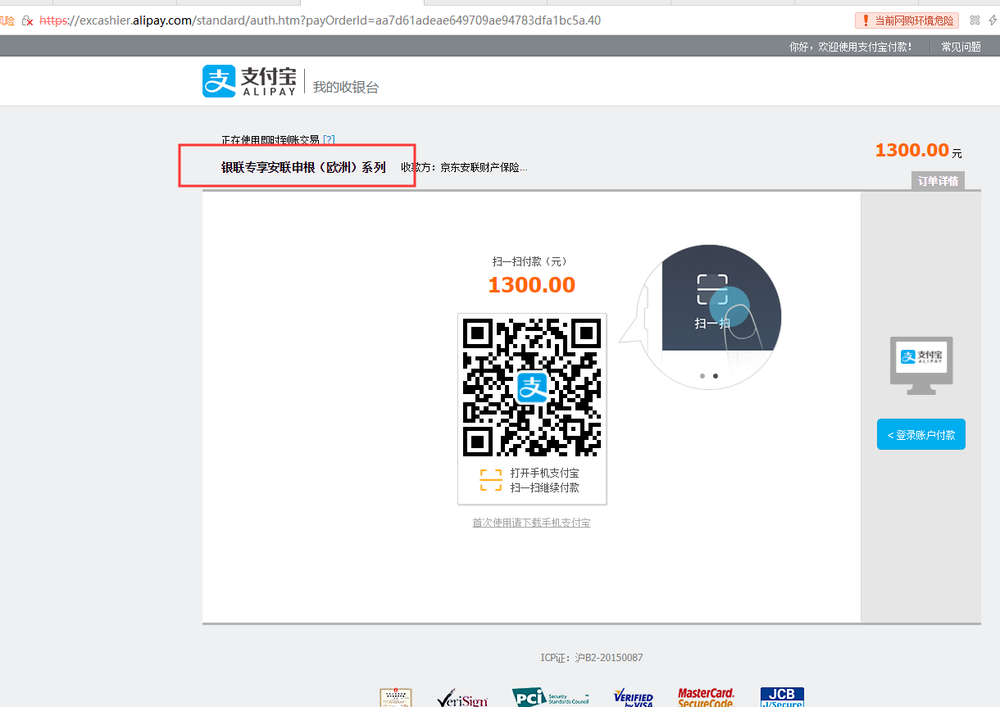 风险 https://excashier.alipay.com/standard/auth.htm?payOrderId=aa7d61adeae649709ae94783dfa1bc5a.40 当前网购环境危险
你好，欢迎使用支付宝付款！ 常见问题
支付宝 ALIPAY 我的收银台
正在使用即时到账交易 [?]
1300.00 元
银联专享安联申根（欧洲）系列 收款方：京东安联财产保险...
订单详情
扫一扫付款（元）
1300.00
扫一扫
支付宝 ALIPAY
< 登录账户付款
打开手机支付宝
扫一扫继续付款
首次使用请下载手机支付宝
ICP证：沪B2-20150087
VeriSign
PCI Security Standards Council
VERIFIED by VISA
MasterCard. SecureCode.
JCB J/Secure